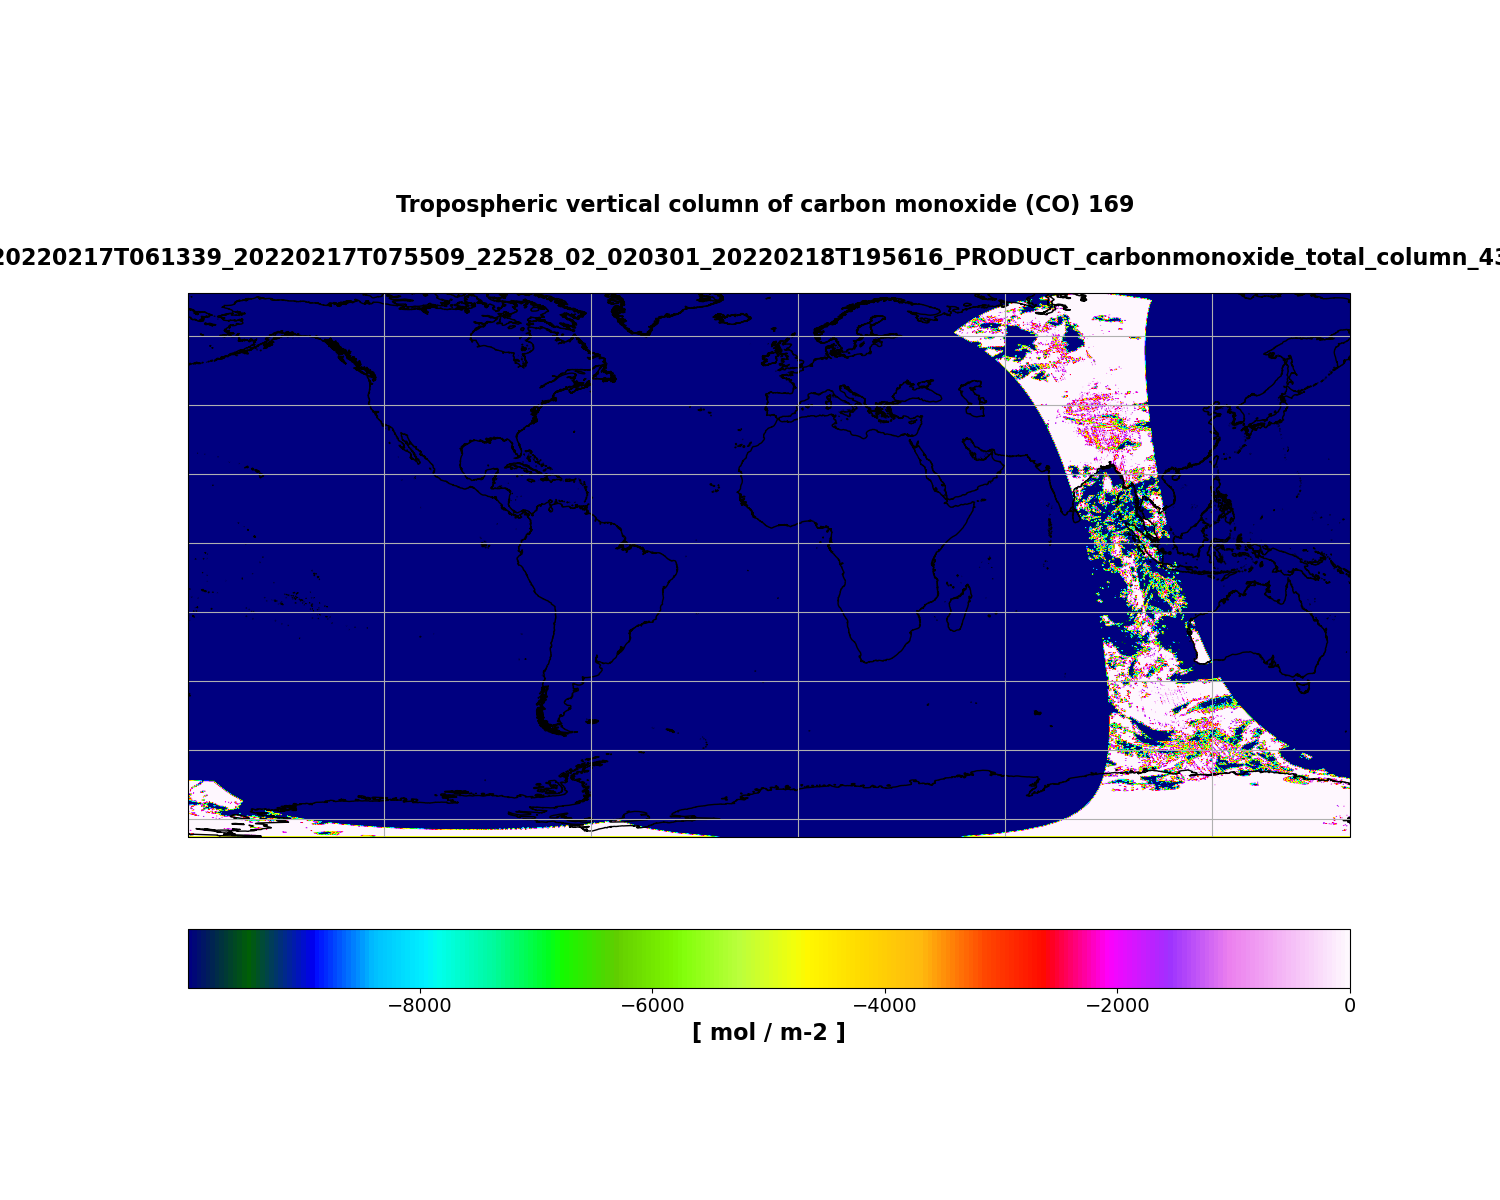 Tropospheric vertical column of carbon monoxide (CO) 169
20220217T061339_20220217T075509_22528_02_020301_20220218T195616_PRODUCT_carbonmonoxide_total_column_43
−8000 −6000 −4000 −2000 0
[ mol / m-2 ]